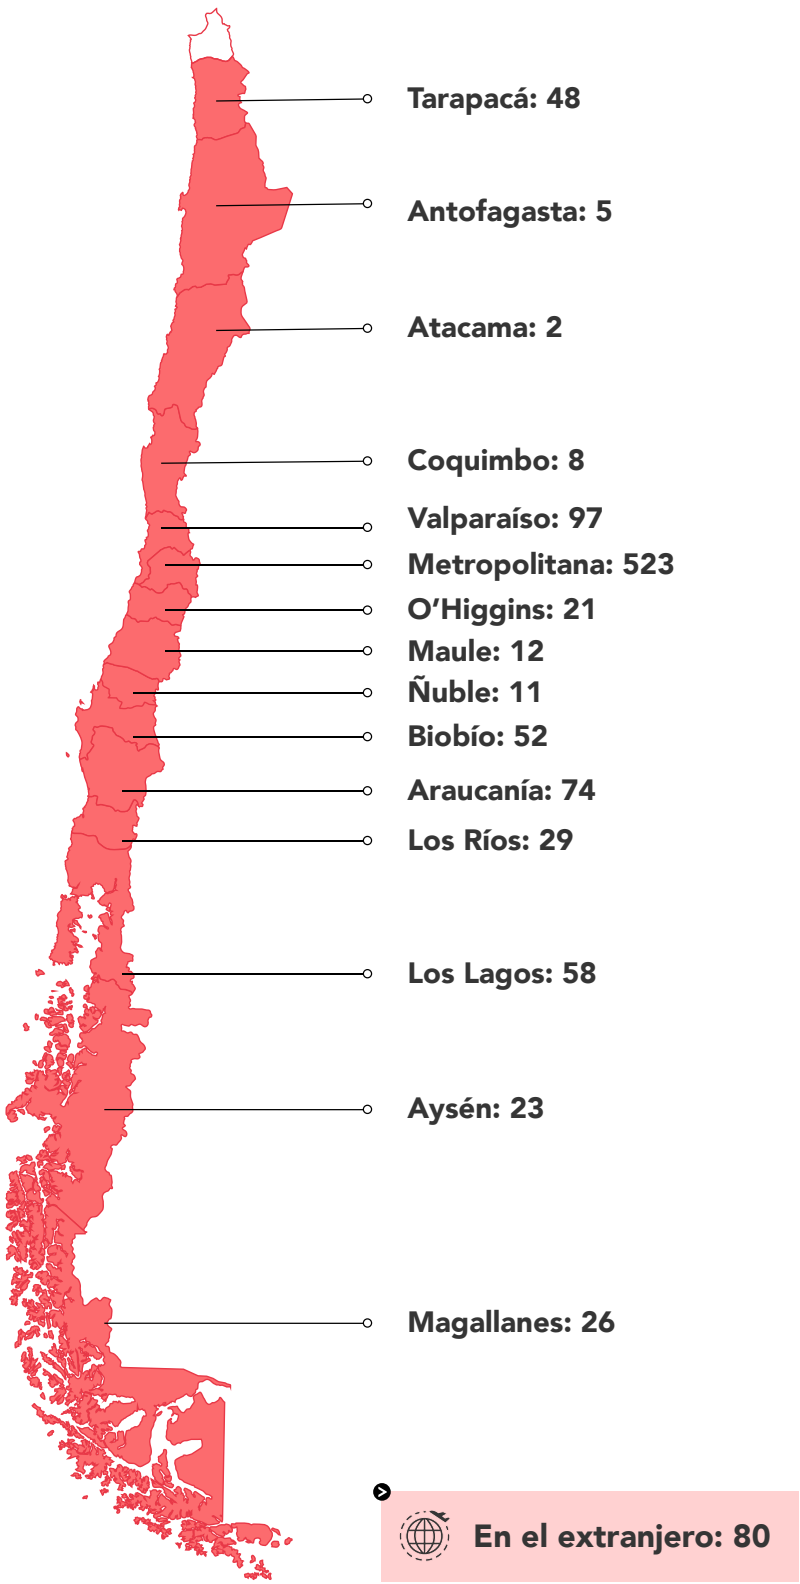 Tarapacá: 48
Antofagasta: 5
Atacama: 2
Coquimbo: 8
Valparaíso: 97
Metropolitana: 523
O’Higgins: 21
Maule: 12
Ñuble: 11
Biobío: 52
Araucanía: 74
Los Ríos: 29
Los Lagos: 58
Aysén: 23
Magallanes: 26
En el extranjero: 80